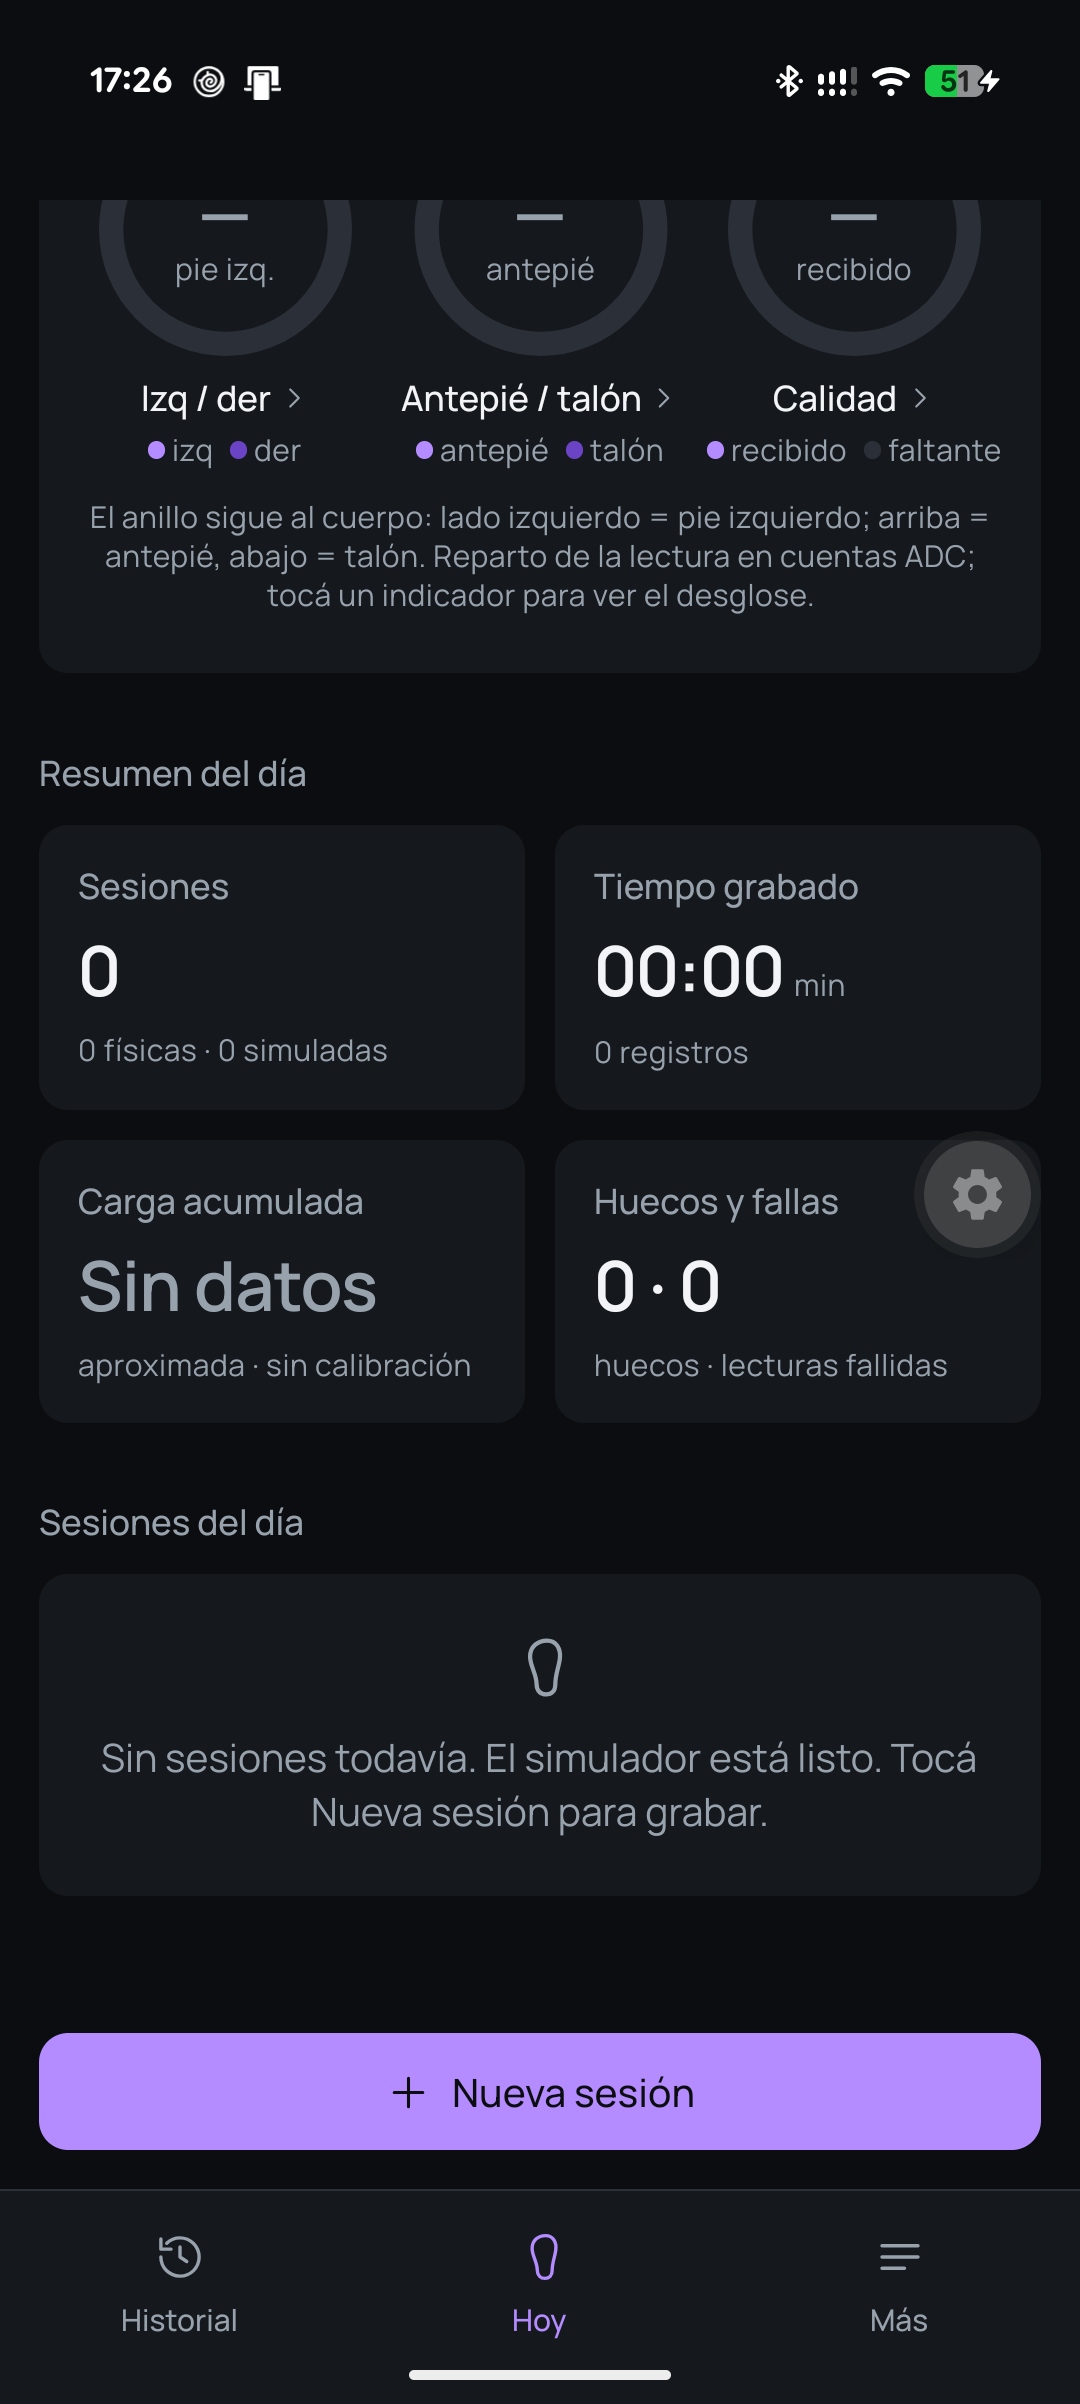 17:26
51
pie izq.
antepié
recibido
Izq / der
Antepié / talón
Calidad
izq der
antepié talón
recibido faltante
El anillo sigue al cuerpo: lado izquierdo = pie izquierdo; arriba =
antepié, abajo = talón. Reparto de la lectura en cuentas ADC;
tocá un indicador para ver el desglose.
Resumen del día
Sesiones
0
0 físicas · 0 simuladas
Tiempo grabado
00:00 min
0 registros
Carga acumulada
Sin datos
aproximada · sin calibración
Huecos y fallas
0 · 0
huecos · lecturas fallidas
Sesiones del día
Sin sesiones todavía. El simulador está listo. Tocá
Nueva sesión para grabar.
Nueva sesión
Historial
Hoy
Más